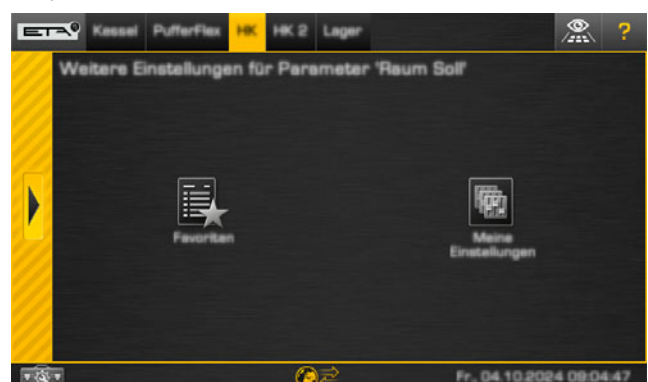 ETA
Kessel PufferFlex HK HK 2 Lager ?
Weitere Einstellungen für Parameter 'Raum Soll'
Favoriten
Meine
Einstellungen
Fr., 04.10.2024 09:04:47